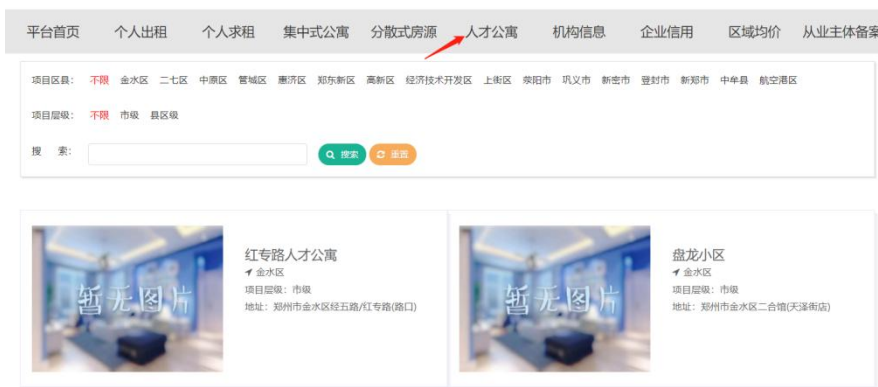 平台首页 个人出租 个人求租 集中式公寓 分散式房源 人才公寓 机构信息 企业信用 区域均价 从业主体备案
项目区县： 不限 金水区 二七区 中原区 管城区 惠济区 郑东新区 高新区 经济技术开发区 上街区 荥阳市 巩义市 新密市 登封市 新郑市 中牟县 航空港区
项目层级： 不限 市级 县区级
搜 索： 搜索 重置
暂无图片
红专路人才公寓
金水区
项目层级：市级
地址：郑州市金水区经五路/红专路(路口)
暂无图片
盘龙小区
金水区
项目层级：市级
地址：郑州市金水区二合馆(天泽街店)